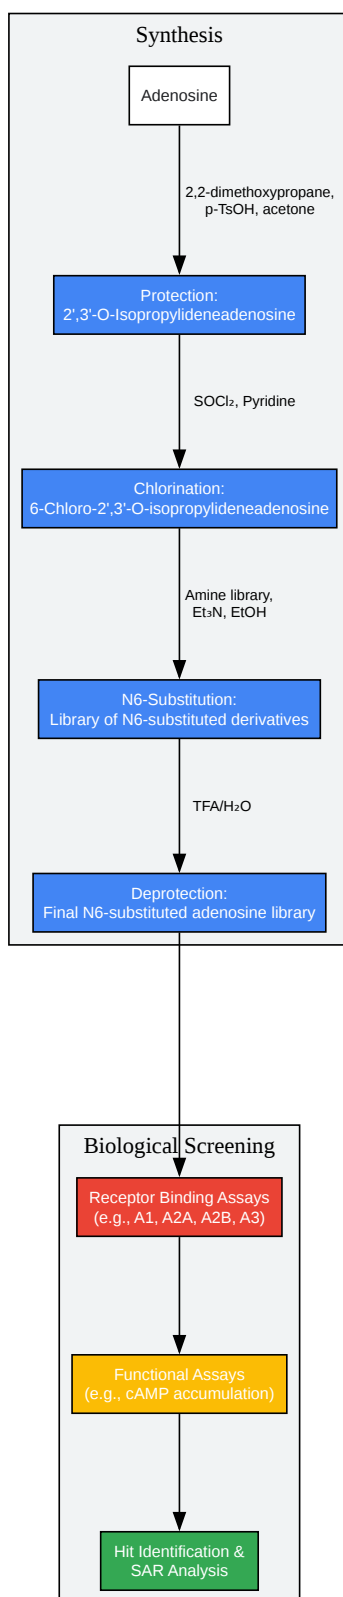 Synthesis
Adenosine
2,2-dimethoxypropane,
p-TsOH, acetone
Protection:
2',3'-O-Isopropylideneadenosine
SOCl₂, Pyridine
Chlorination:
6-Chloro-2',3'-O-isopropylideneadenosine
Amine library,
Et₃N, EtOH
N6-Substitution:
Library of N6-substituted derivatives
TFA/H₂O
Deprotection:
Final N6-substituted adenosine library
Biological Screening
Receptor Binding Assays
(e.g., A1, A2A, A2B, A3)
Functional Assays
(e.g., cAMP accumulation)
Hit Identification &
SAR Analysis